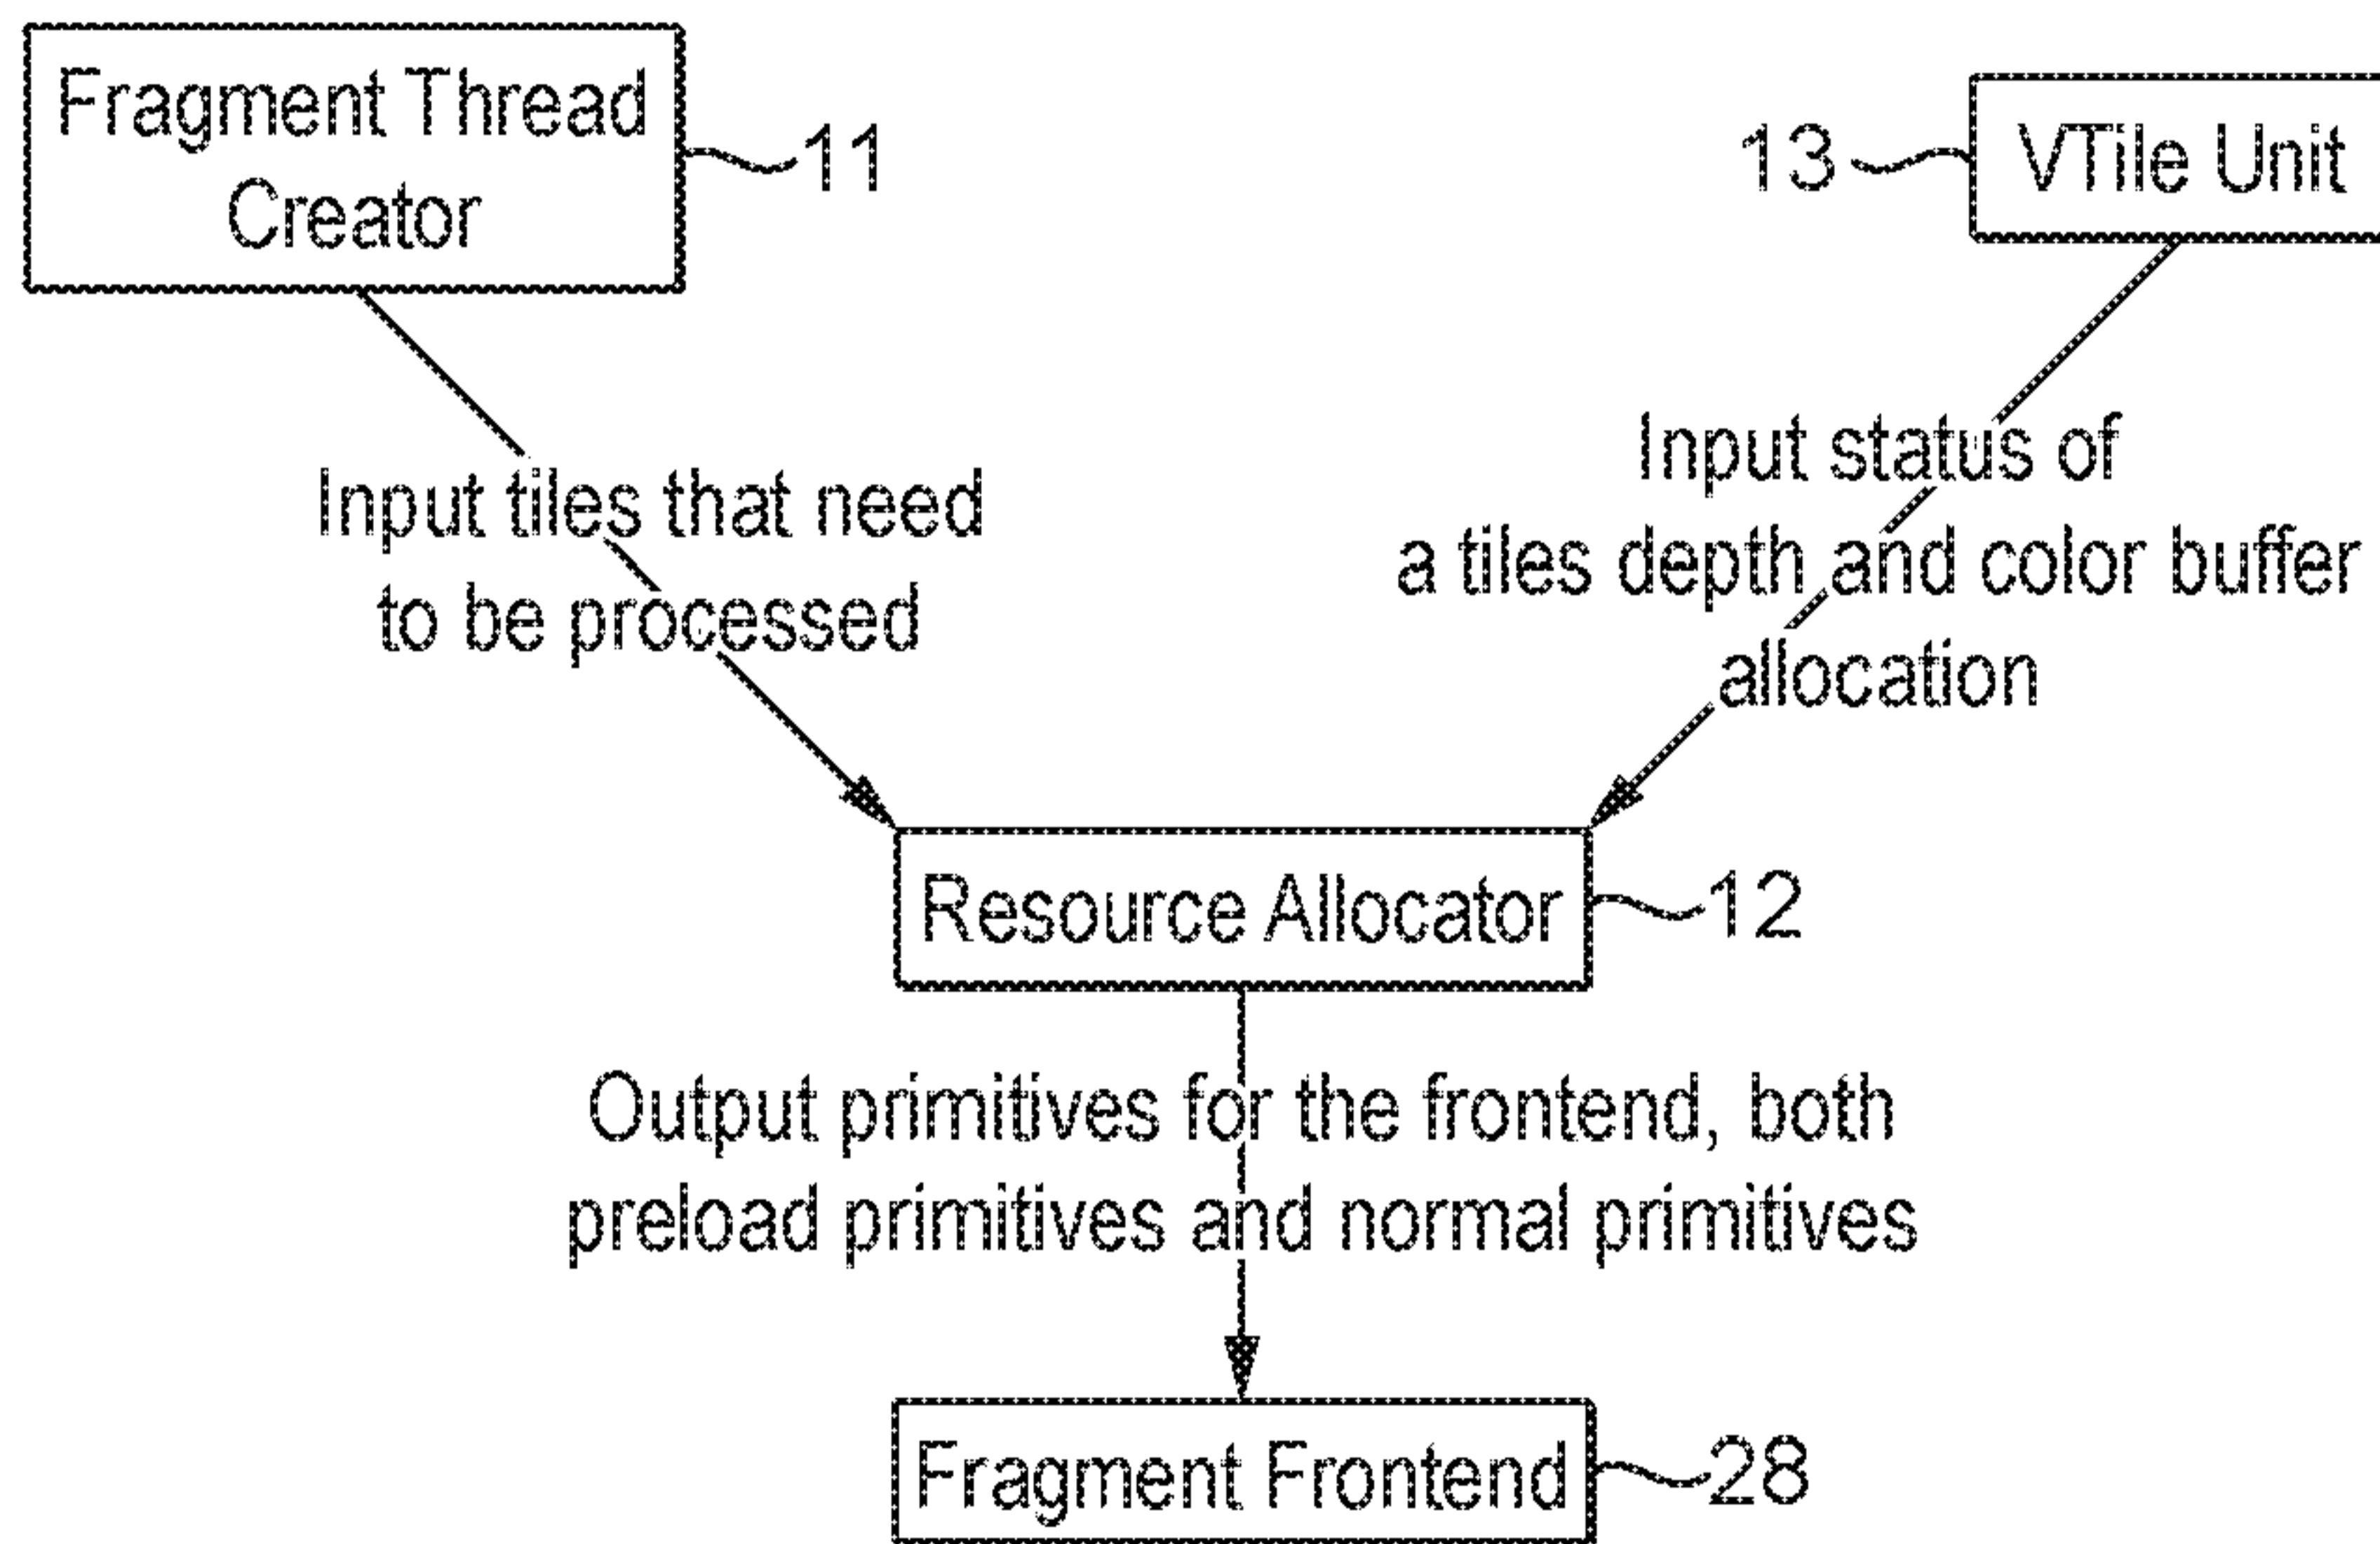 Fragment Thread
Creator
11
13
VTile Unit
Input tiles that need
to be processed
Input status of
a tiles depth and color buffer
allocation
Resource Allocator
12
Output primitives for the frontend, both
preload primitives and normal primitives
Fragment Frontend
28